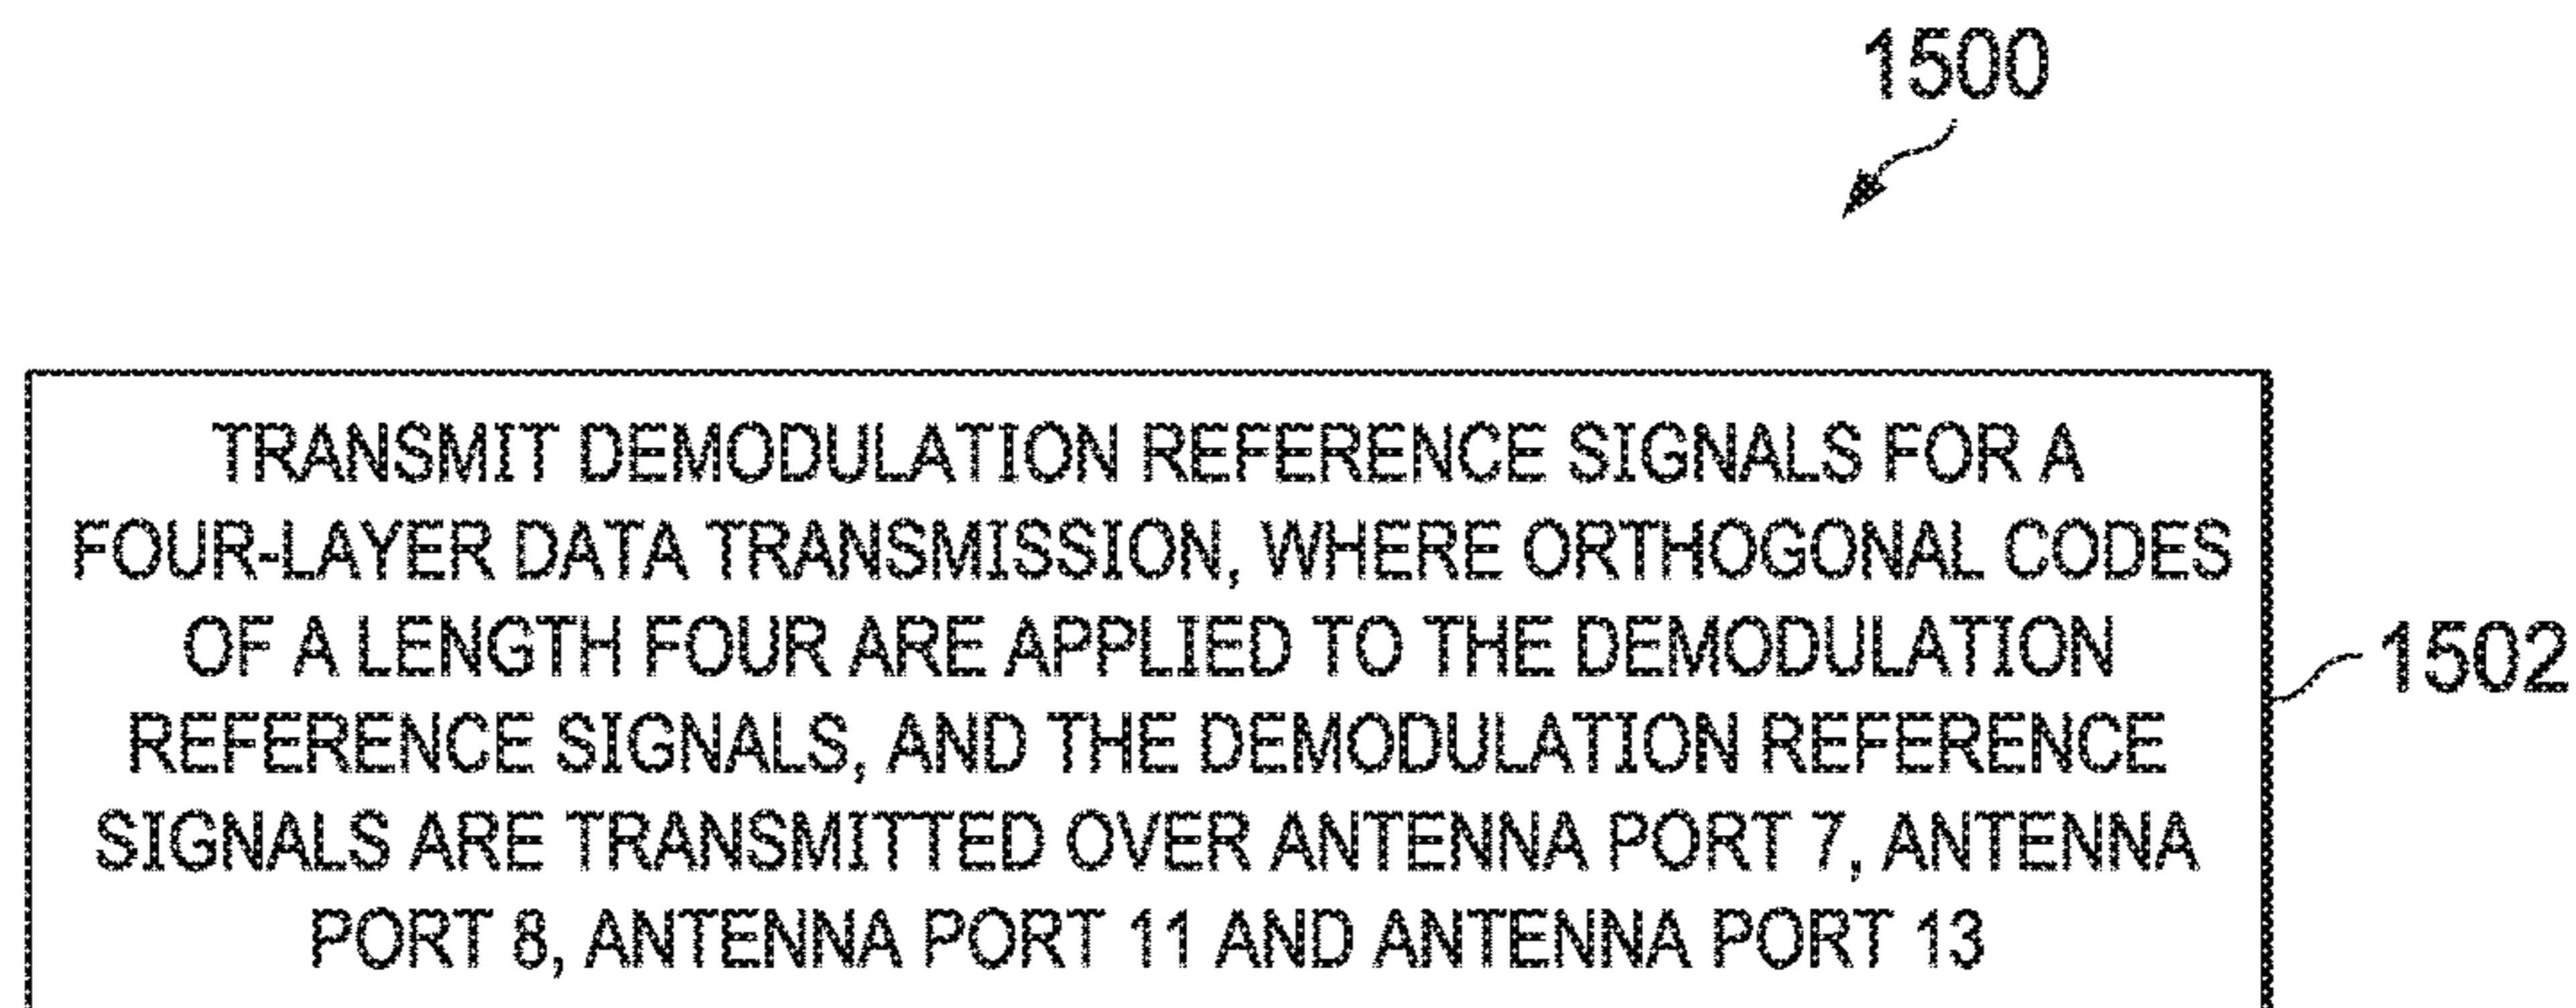 1500
TRANSMIT DEMODULATION REFERENCE SIGNALS FOR A
FOUR-LAYER DATA TRANSMISSION, WHERE ORTHOGONAL CODES
OF A LENGTH FOUR ARE APPLIED TO THE DEMODULATION
REFERENCE SIGNALS, AND THE DEMODULATION REFERENCE
SIGNALS ARE TRANSMITTED OVER ANTENNA PORT 7, ANTENNA
PORT 8, ANTENNA PORT 11 AND ANTENNA PORT 13
1502